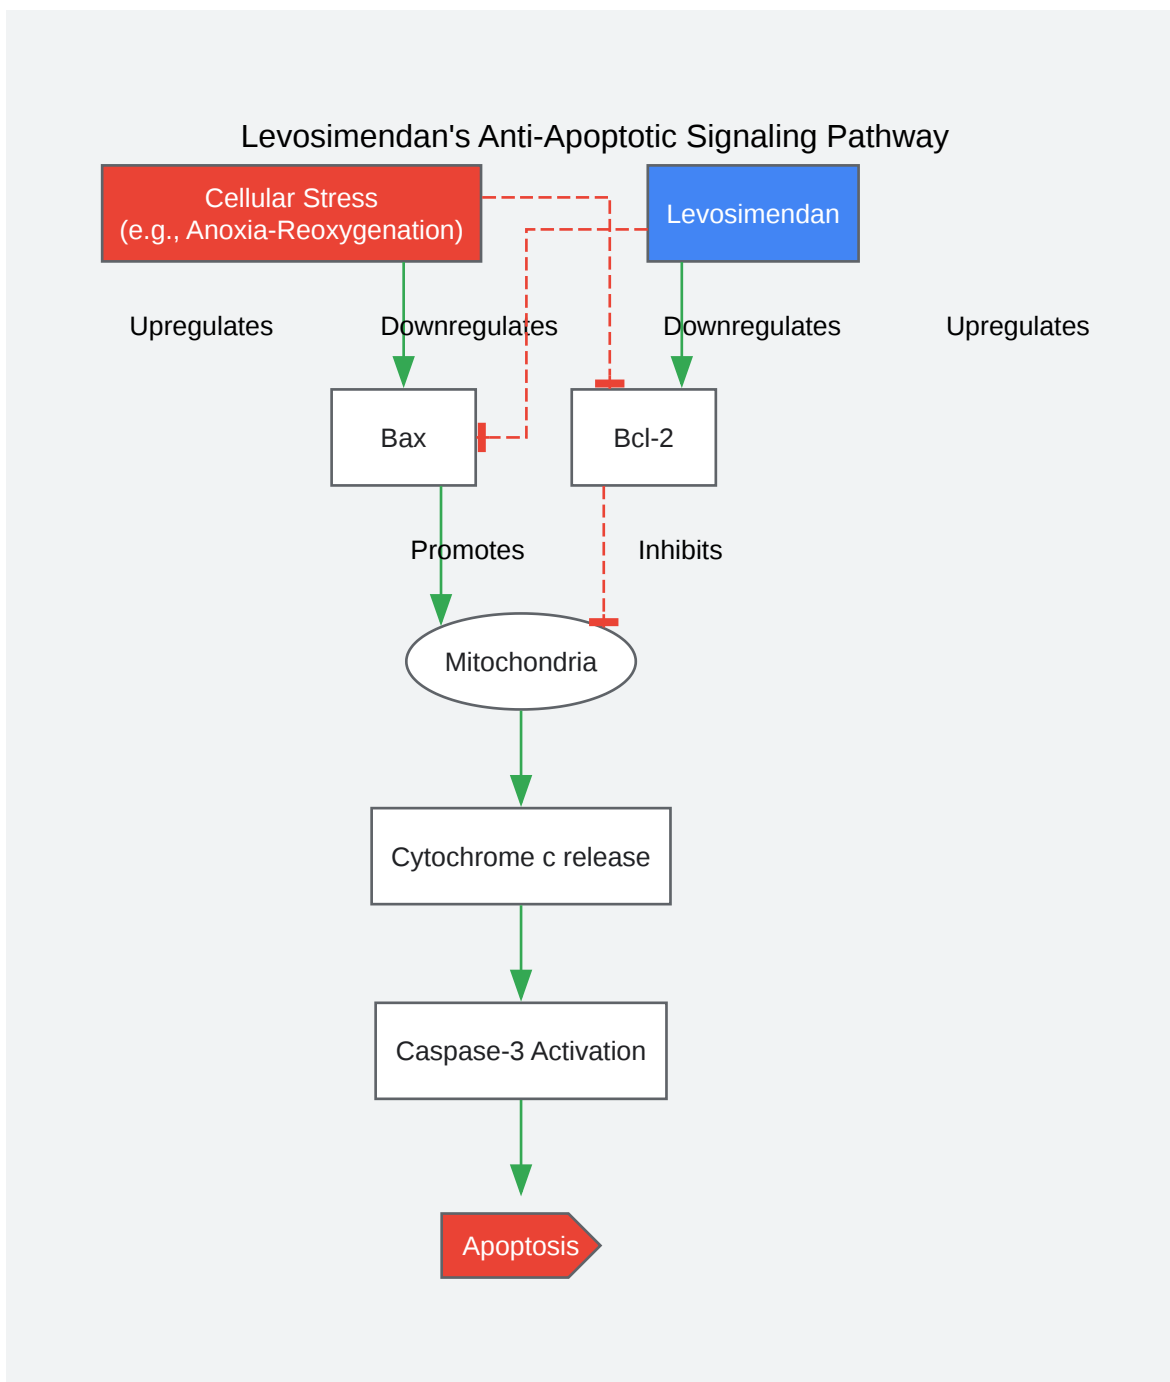 Levosimendan's Anti-Apoptotic Signaling Pathway
Cellular Stress
(e.g., Anoxia-Reoxygenation)
Levosimendan
Upregulates
Downregulates
Downregulates
Upregulates
Bax
Bcl-2
Promotes
Inhibits
Mitochondria
Cytochrome c release
Caspase-3 Activation
Apoptosis